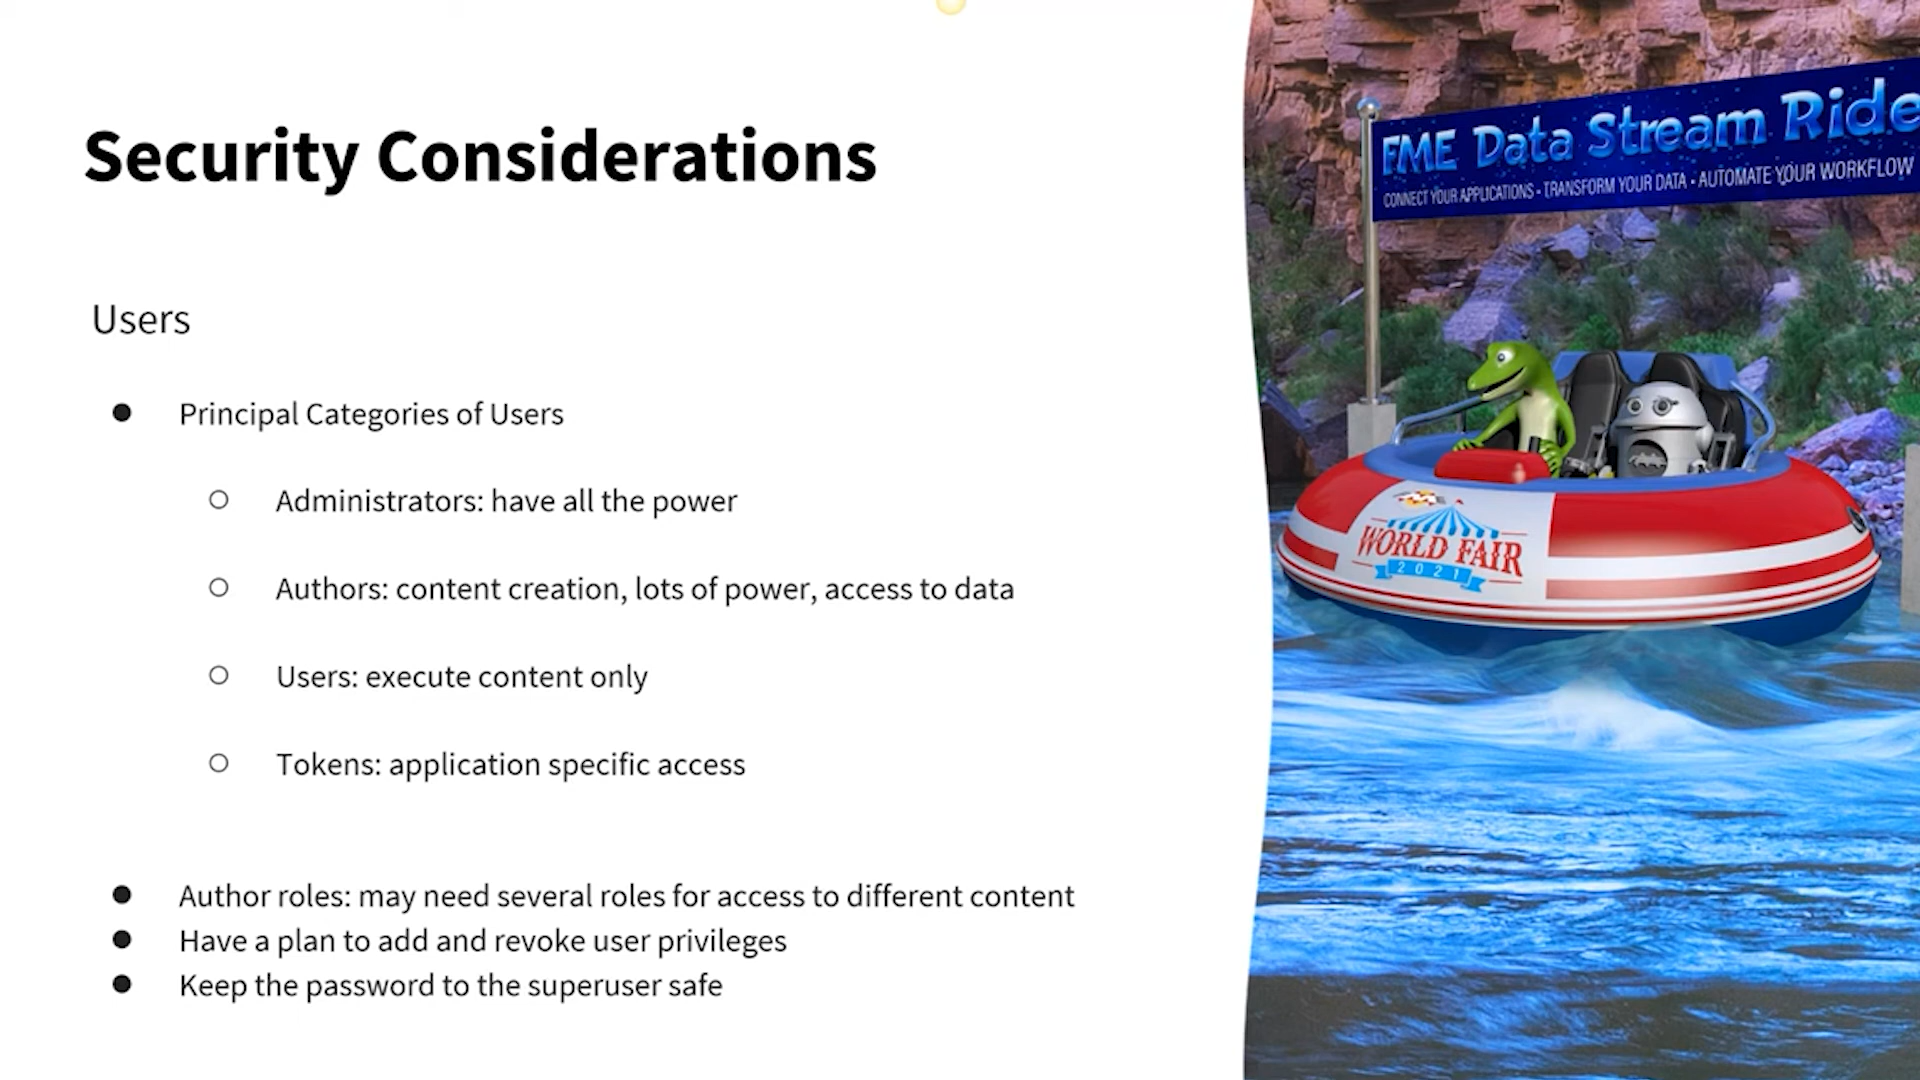 Security Considerations
Users
Principal Categories of Users
Administrators: have all the power
Authors: content creation, lots of power, access to data
Users: execute content only
Tokens: application specific access
Author roles: may need several roles for access to different content
Have a plan to add and revoke user privileges
Keep the password to the superuser safe
FME Data Stream Ride
CONNECT YOUR APPLICATIONS • TRANSFORM YOUR DATA • AUTOMATE YOUR WORKFLOW
WORLD FAIR
2021